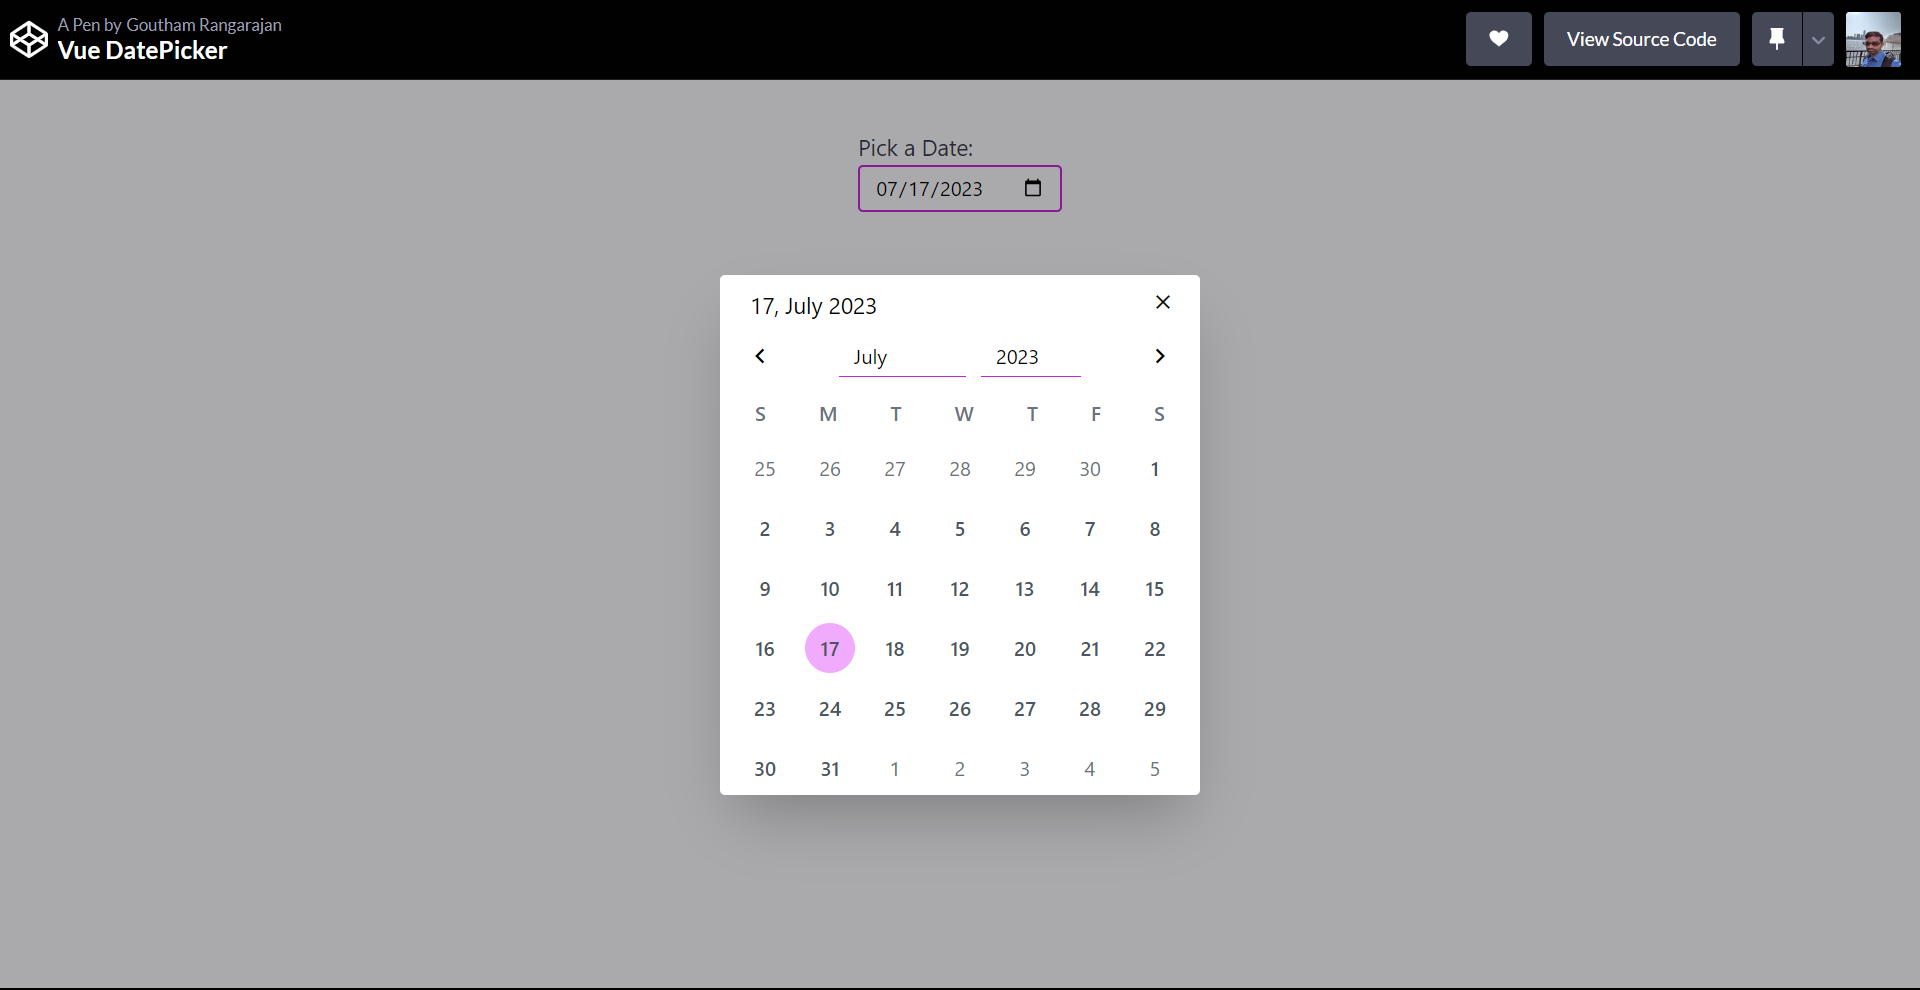 A Pen by Goutham Rangarajan
Vue DatePicker
View Source Code
Pick a Date:
07/17/2023
17, July 2023
July 2023
S M T W T F S
25 26 27 28 29 30 1
2 3 4 5 6 7 8
9 10 11 12 13 14 15
16 17 18 19 20 21 22
23 24 25 26 27 28 29
30 31 1 2 3 4 5